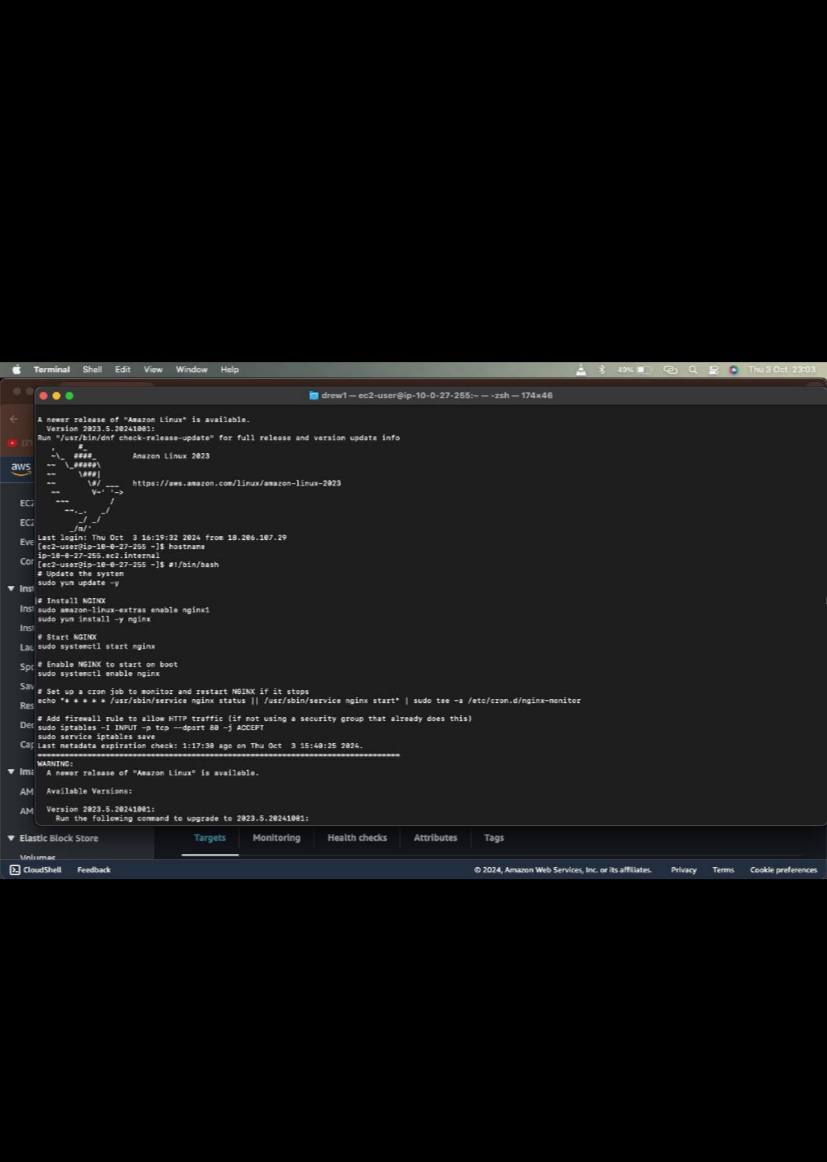 Terminal Shell Edit View Window Help 49% Thu 3 Oct 23:03
drew1 — ec2-user@ip-10-0-27-255:~ — -zsh — 174×46
A newer release of "Amazon Linux" is available.
Version 2023.5.20241001:
Run "/usr/bin/dnf check-release-update" for full release and version update info
, #_
~\_ ####_ Amazon Linux 2023
~~ \_#####\
~~ \###|
~~ \#/ ___ https://aws.amazon.com/linux/amazon-linux-2023
~~ V~' '->
~~~ /
~~._. _/
_/ _/
_/m/'
Last login: Thu Oct 3 16:19:32 2024 from 18.206.107.29
[ec2-user@ip-10-0-27-255 ~]$ hostname
ip-10-0-27-255.ec2.internal
[ec2-user@ip-10-0-27-255 ~]$ #!/bin/bash
# Update the system
sudo yum update -y
# Install NGINX
sudo amazon-linux-extras enable nginx1
sudo yum install -y nginx
# Start NGINX
sudo systemctl start nginx
# Enable NGINX to start on boot
sudo systemctl enable nginx
# Set up a cron job to monitor and restart NGINX if it stops
echo "* * * * * /usr/sbin/service nginx status || /usr/sbin/service nginx start" | sudo tee -a /etc/cron.d/nginx-monitor
# Add firewall rule to allow HTTP traffic (if not using a security group that already does this)
sudo iptables -I INPUT -p tcp --dport 80 -j ACCEPT
sudo service iptables save
Last metadata expiration check: 1:17:30 ago on Thu Oct 3 15:40:25 2024.
================================================================================
WARNING:
A newer release of "Amazon Linux" is available.
Available Versions:
Version 2023.5.20241001:
Run the following command to upgrade to 2023.5.20241001:
aws
EC2
EC2
Eve
Con
Inst
Inst
Inst
Lau
Spo
Sav
Res
Ded
Cap
Ima
AM
AM
Elastic Block Store
Volumes
Targets Monitoring Health checks Attributes Tags
CloudShell Feedback © 2024, Amazon Web Services, Inc. or its affiliates. Privacy Terms Cookie preferences